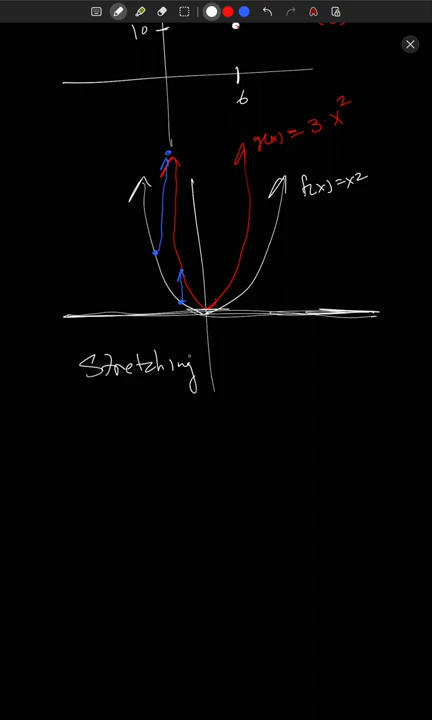 10
6
g(x) = 3·x²
f(x)=x²
Stretching